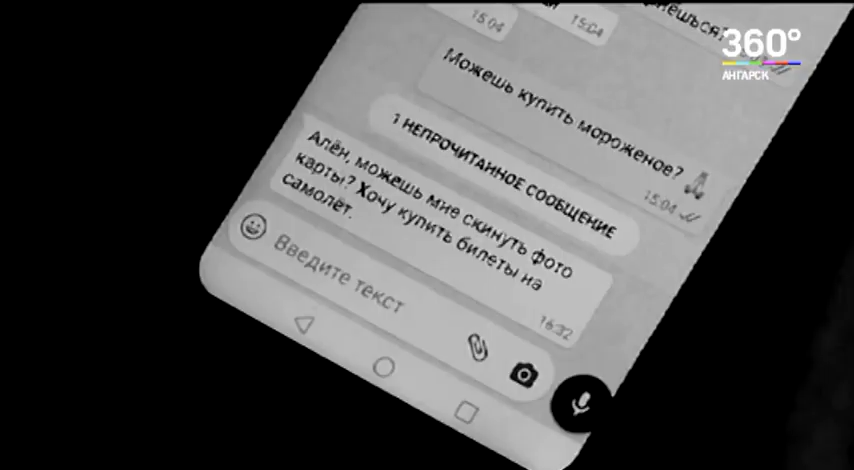 15:04
15:04
360°
АНГАРСК
Можешь купить мороженое? 🙏
15:04
1 НЕПРОЧИТАННОЕ СООБЩЕНИЕ
Алён, можешь мне скинуть фото
карты? Хочу купить билеты на
самолёт.
16:32
Введите текст